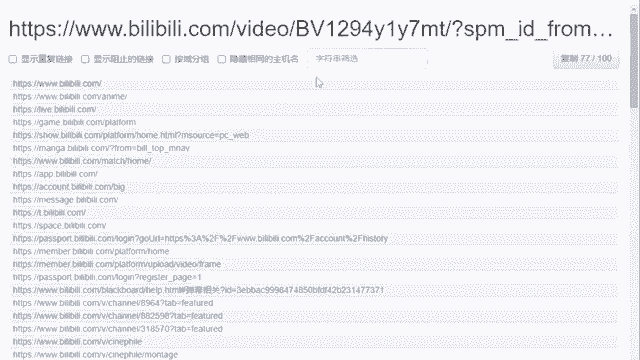 https://www.bilibili.com/video/BV1294y1y7mt/?spm_id_from...
显示重复链接 显示阻止的链接 按域分组 隐藏相同的主机名 字符串筛选 复制 77 / 100
https://www.bilibili.com/
https://www.bilibili.com/anime/
https://live.bilibili.com/
https://game.bilibili.com/platform
https://show.bilibili.com/platform/home.html?msource=pc_web
https://manga.bilibili.com/?from=bill_top_mnav
https://www.bilibili.com/match/home/
https://app.bilibili.com/
https://account.bilibili.com/big
https://message.bilibili.com/
https://t.bilibili.com/
https://space.bilibili.com/
https://passport.bilibili.com/login?goUrl=https%3A%2F%2Fwww.bilibili.com%2Faccount%2Fhistory
https://member.bilibili.com/platform/home
https://member.bilibili.com/platform/upload/video/frame
https://passport.bilibili.com/login?register_page=1
https://www.bilibili.com/blackboard/help.html#弹幕相关?id=3ebbac9998474850bfdf42b231477371
https://www.bilibili.com/v/channel/8964?tab=featured
https://www.bilibili.com/v/channel/882598?tab=featured
https://www.bilibili.com/v/channel/318570?tab=featured
https://www.bilibili.com/v/cinephile
https://www.bilibili.com/v/cinephile/montage